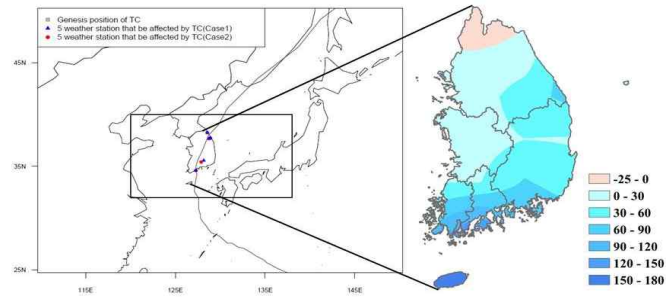 Genesis position of TC
5 weather station that be affected by TC(Case1)
5 weather station that be affected by TC(Case2)
45N
35N
25N
115E
125E
135E
145E
-25 - 0
0 - 30
30 - 60
60 - 90
90 - 120
120 - 150
150 - 180